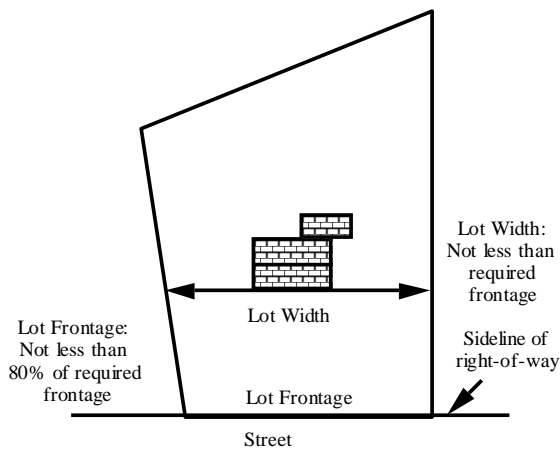 Lot Width:
Not less than
required
frontage
Lot Width
Lot Frontage:
Not less than
80% of required
frontage
Sideline of
right-of-way
Lot Frontage
Street